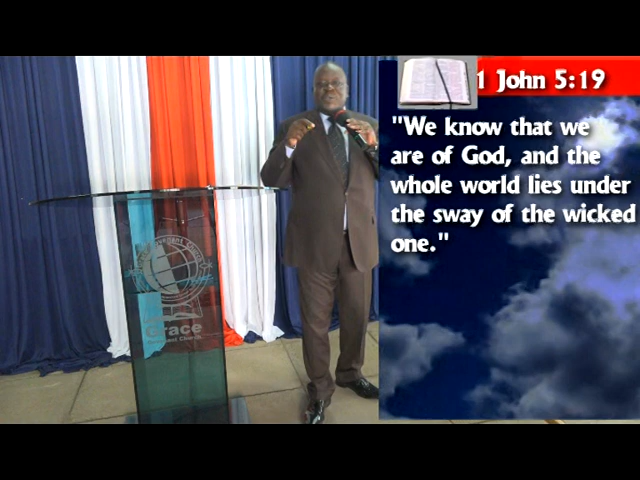 1 John 5:19
"We know that we
are of God, and the
whole world lies under
the sway of the wicked
one."
Grace
Church